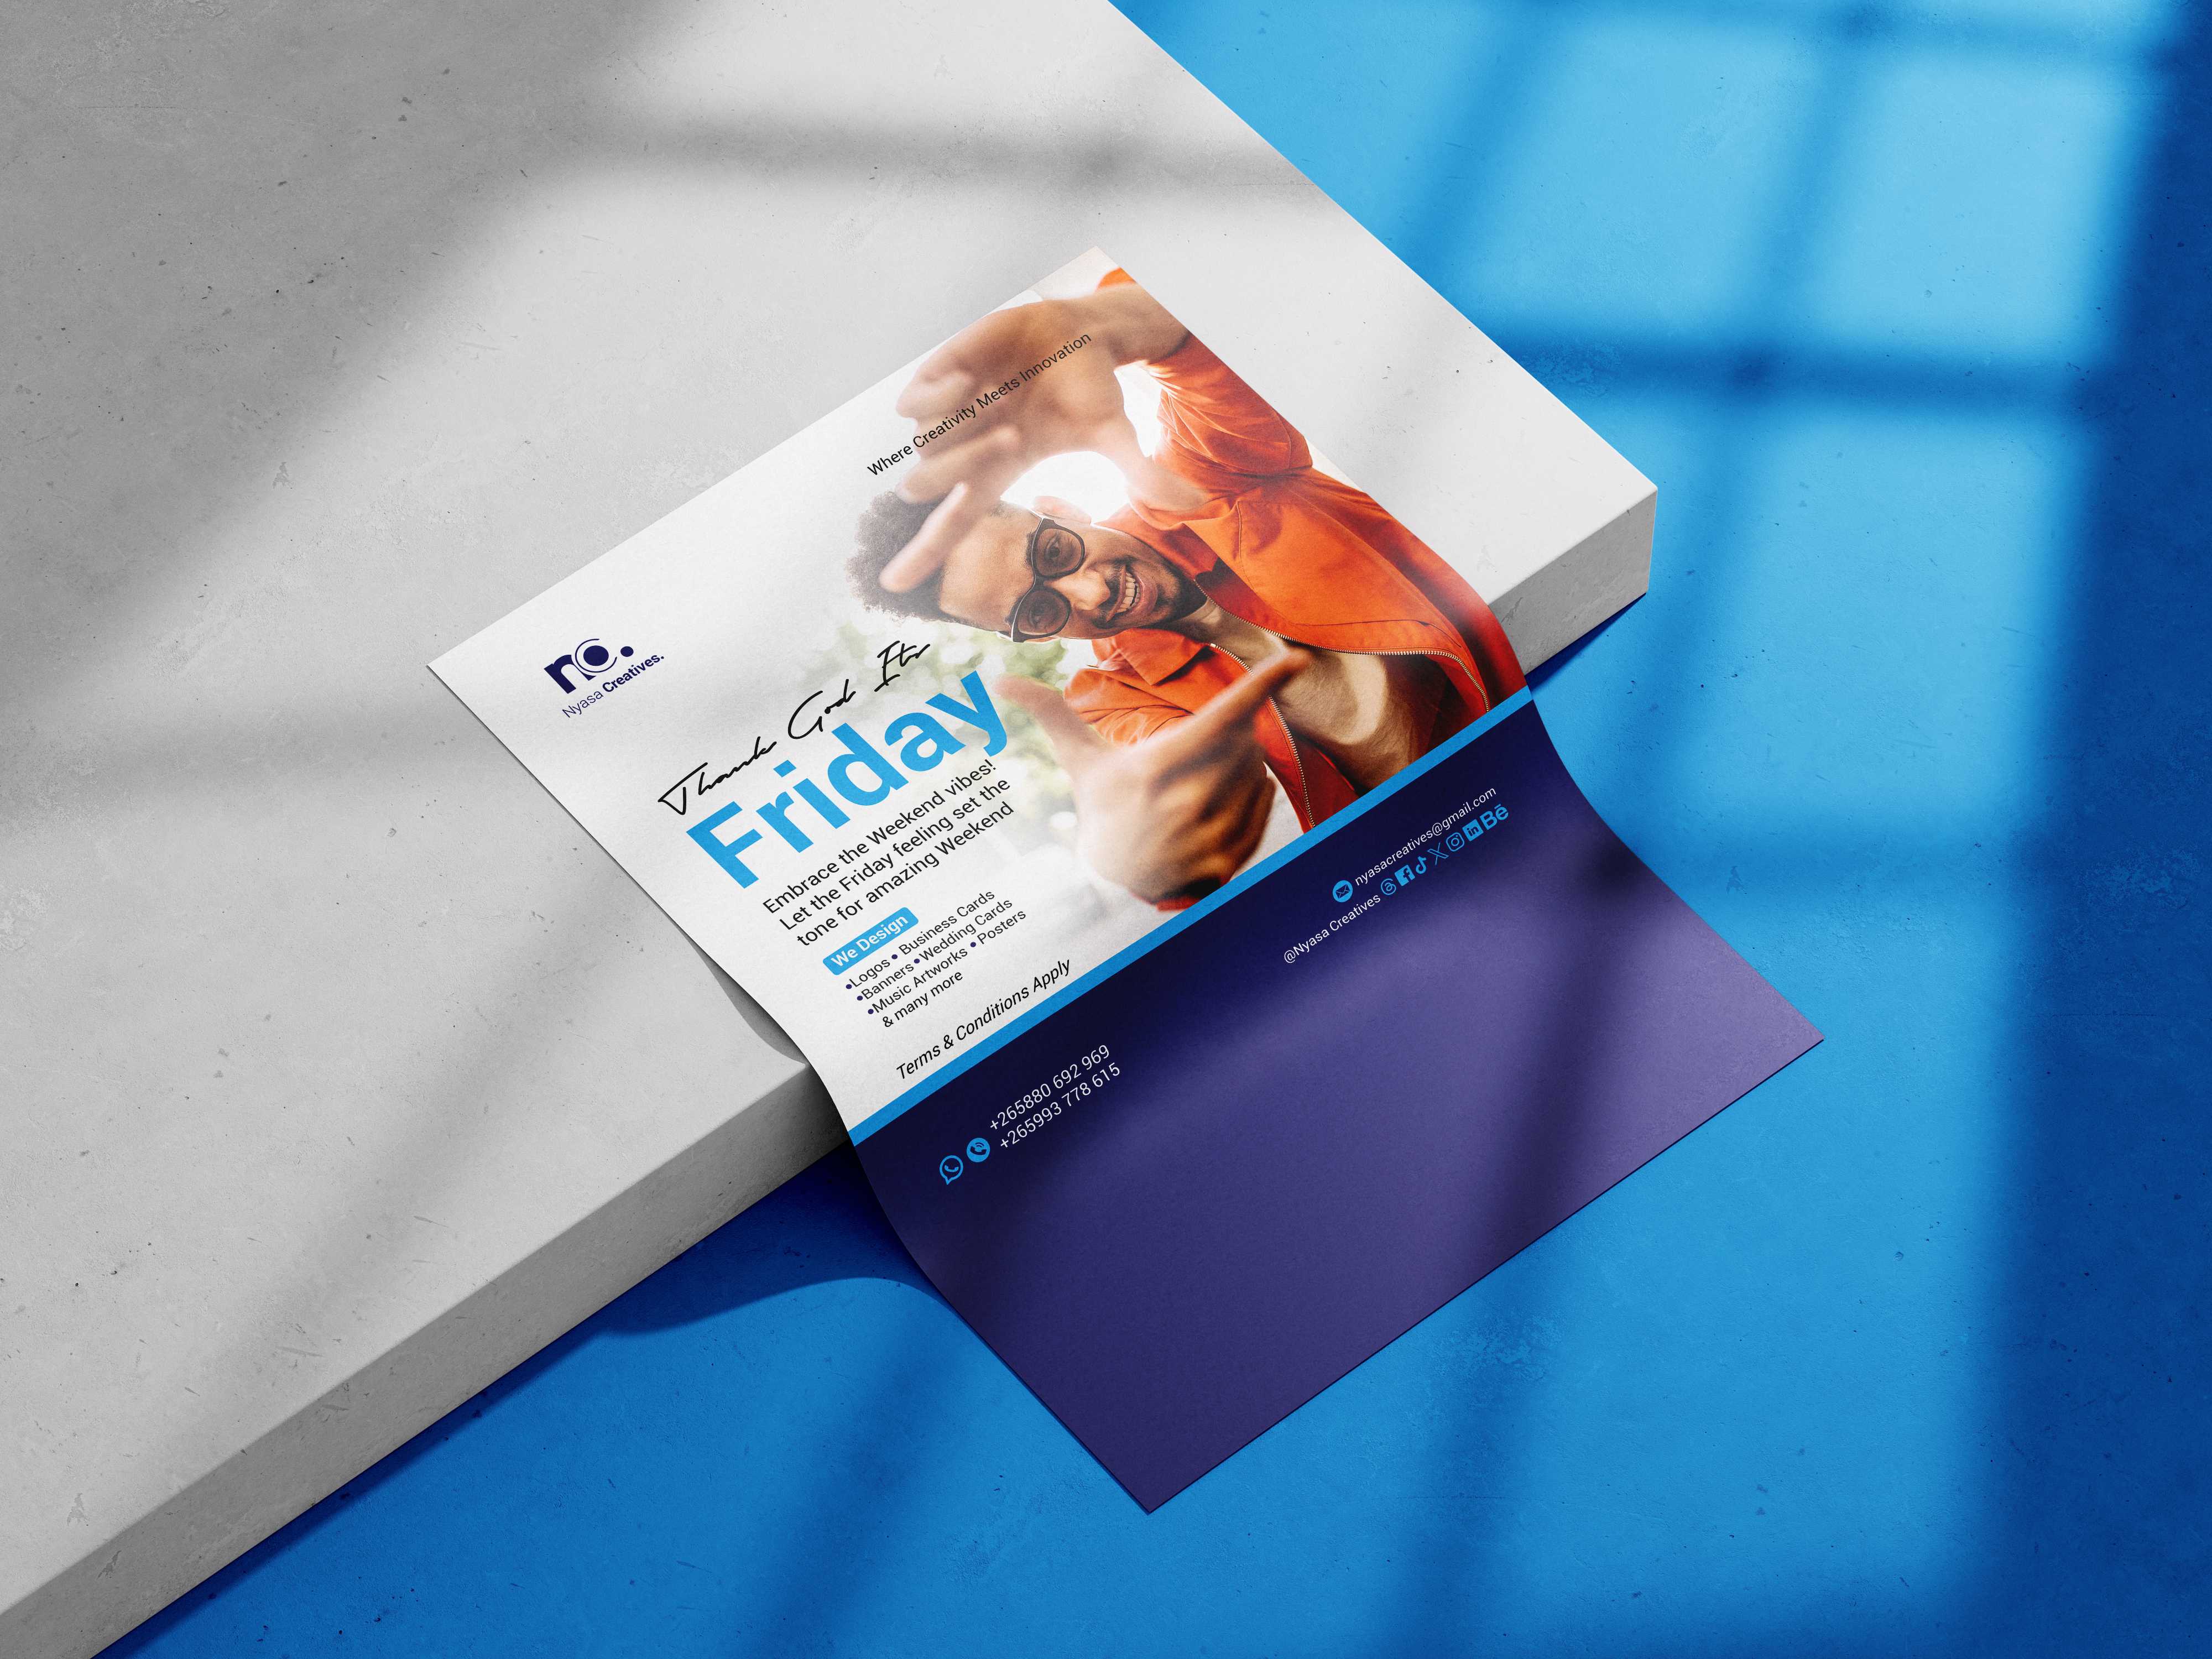 nc.
Nyasa Creatives.
Where Creativity Meets Innovation
Thank God Its
Friday
Embrace the Weekend vibes!
Let the Friday feeling set the
tone for amazing Weekend
We Design
•Logos • Business Cards
•Banners •Wedding Cards
•Music Artworks •Posters
& many more
Terms & Conditions Apply
+265880 692 969
+265993 778 615
nyasacreatives@gmail.com
@Nyasa Creatives